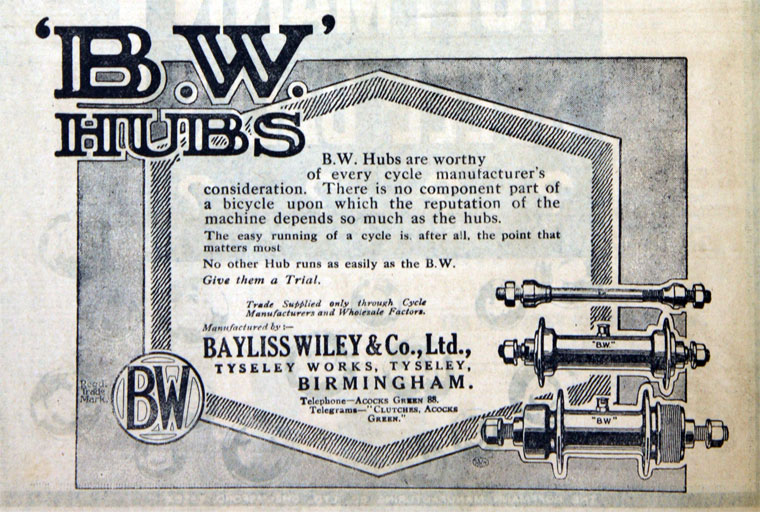 'B.W.'
HUBS
B.W. Hubs are worthy
of every cycle manufacturer's
consideration. There is no component part of
a bicycle upon which the reputation of the
machine depends so much as the hubs.
The easy running of a cycle is, after all, the point that
matters most
No other Hub runs as easily as the B.W.
Give them a Trial.
Trade Supplied only through Cycle
Manufacturers and Wholesale Factors.
Manufactured by :—
BAYLISS WILEY & Co., Ltd.,
TYSELEY WORKS, TYSELEY,
BIRMINGHAM.
Telephone—ACOCKS GREEN 88.
Telegrams—"CLUTCHES, ACOCKS
GREEN."
Regd.
Trade
Mark.
BW
"B.W."
"B.W."